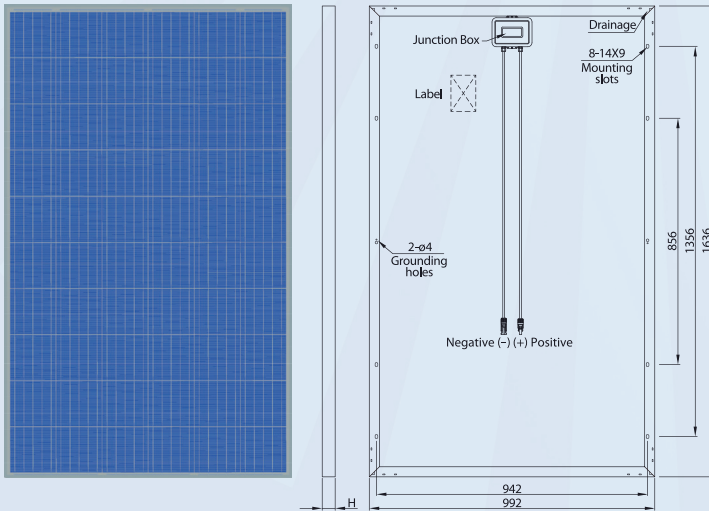 Junction Box
Drainage
8-14X9
Mounting
slots
Label
2-ø4
Grounding
holes
856
1356
1636
Negative (-) (+) Positive
942
992
H